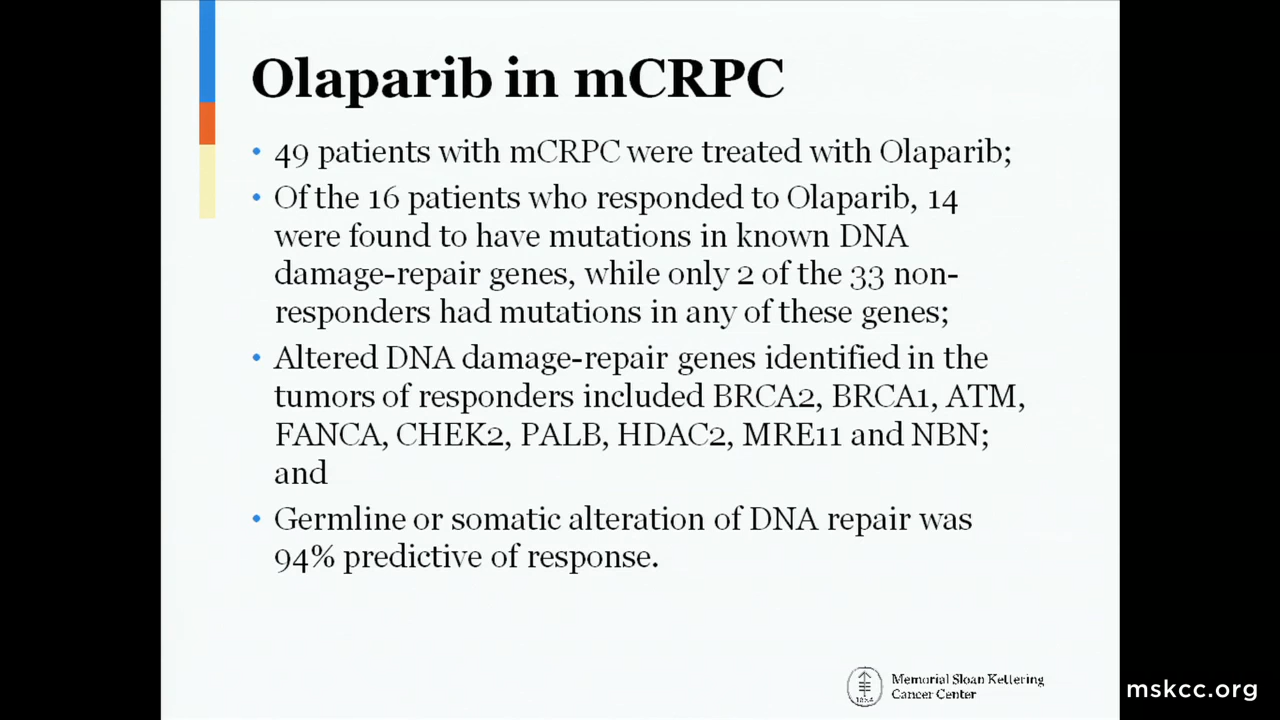 Olaparib in mCRPC
• 49 patients with mCRPC were treated with Olaparib;
• Of the 16 patients who responded to Olaparib, 14
were found to have mutations in known DNA
damage-repair genes, while only 2 of the 33 non-
responders had mutations in any of these genes;
• Altered DNA damage-repair genes identified in the
tumors of responders included BRCA2, BRCA1, ATM,
FANCA, CHEK2, PALB, HDAC2, MRE11 and NBN;
and
• Germline or somatic alteration of DNA repair was
94% predictive of response.
Memorial Sloan Kettering
Cancer Center
mskcc.org